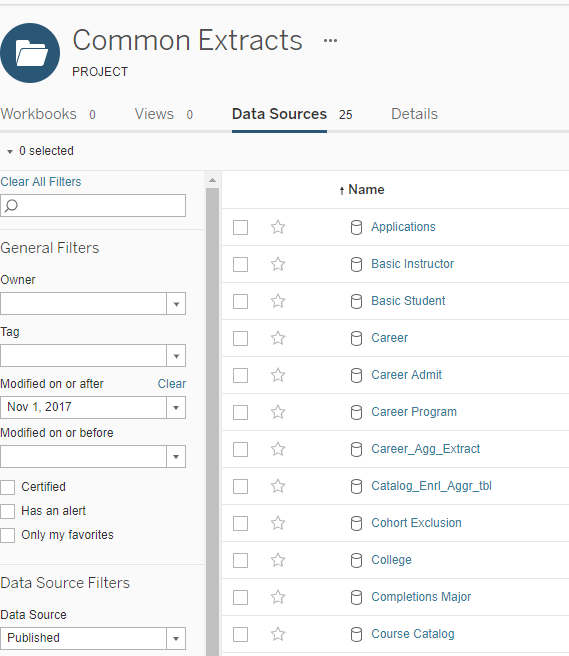 Common Extracts ...
PROJECT
Workbooks 0 Views 0 Data Sources 25 Details
0 selected
Clear All Filters
General Filters
Owner
Tag
Modified on or after Clear
Nov 1, 2017
Modified on or before
Certified
Has an alert
Only my favorites
Data Source Filters
Data Source
Published
↑ Name
Applications
Basic Instructor
Basic Student
Career
Career Admit
Career Program
Career_Agg_Extract
Catalog_Enrl_Aggr_tbl
Cohort Exclusion
College
Completions Major
Course Catalog